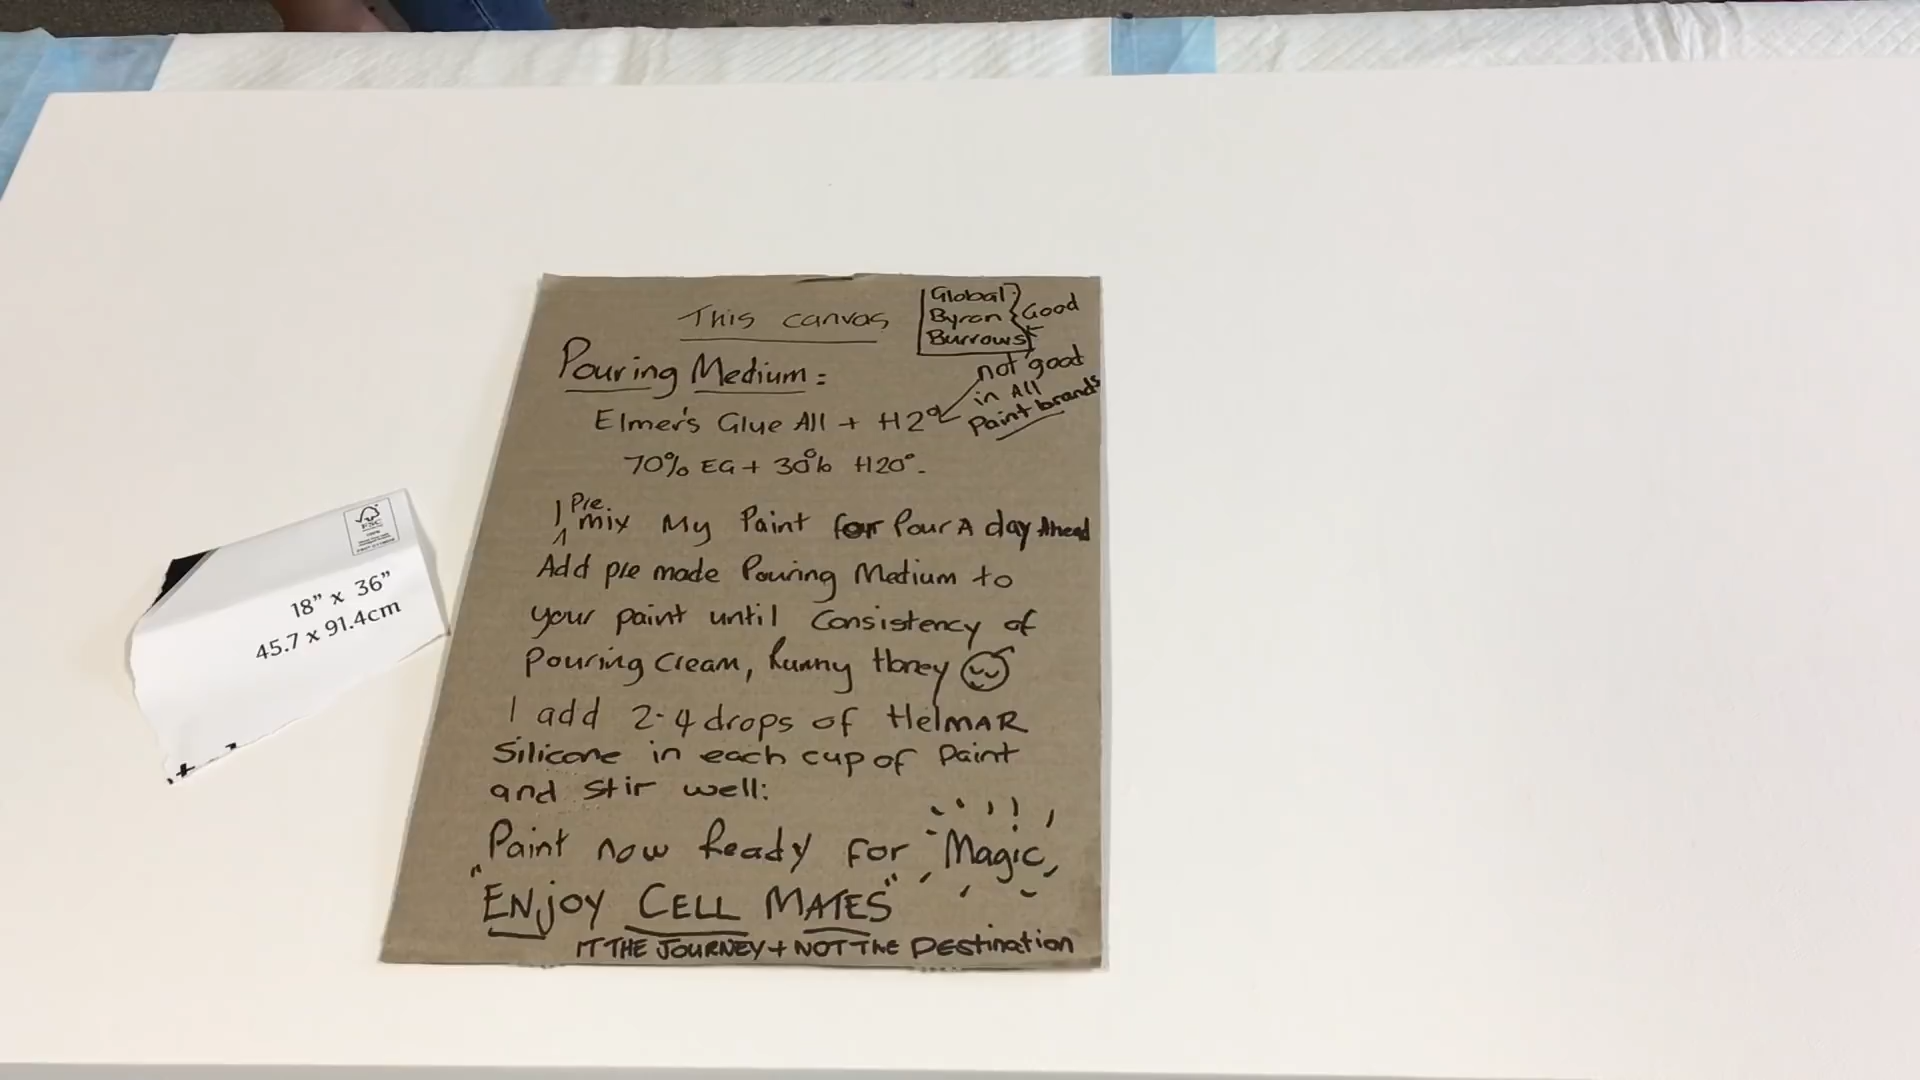 This canvas
Global
Byron
Burrows
Good
not good
in All
Paint brands
Pouring Medium:
Elmer's Glue All + H20
70% EG + 30% H20.
I Pre mix My Paint for Pour A day Ahead
Add pre made Pouring Medium to
your paint until Consistency of
Pouring Cream, Runny Honey
I add 2-4 drops of HelMAR
Silicone in each cup of Paint
and stir well:
Paint now Ready for Magic
"ENjoy CELL MATES"
IT THE JOURNEY + NOT THE DEStination
FSC
18" x 36"
45.7 x 91.4cm